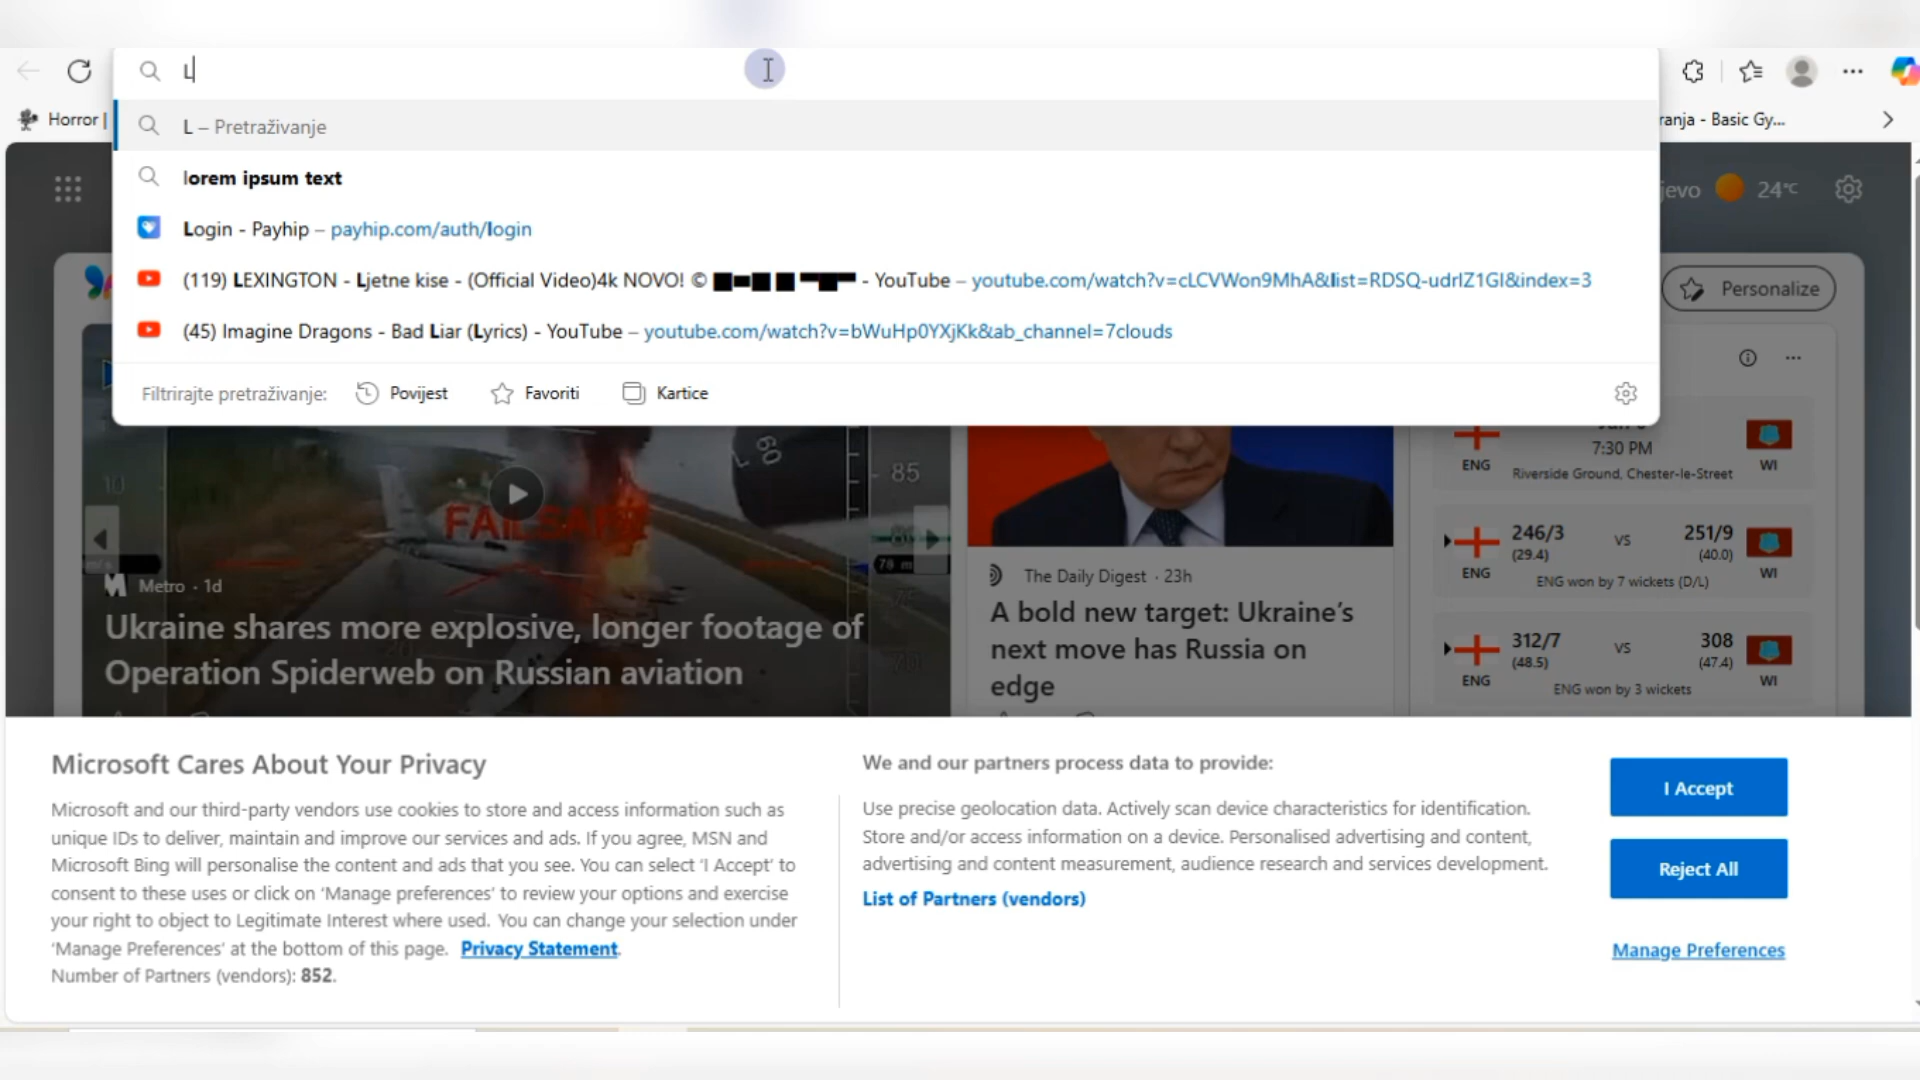 L
Horror |
ranja - Basic Gy...
L – Pretraživanje
lorem ipsum text
Login - Payhip – payhip.com/auth/login
(119) LEXINGTON - Ljetne kise - (Official Video)4k NOVO! © - YouTube – youtube.com/watch?v=cLCVWon9MhA&list=RDSQ-udrlZ1GI&index=3
(45) Imagine Dragons - Bad Liar (Lyrics) - YouTube – youtube.com/watch?v=bWuHp0YXjKk&ab_channel=7clouds
Filtrirajte pretraživanje: Povijest Favoriti Kartice
jevo 24°C
Personalize
7:30 PM
ENG WI
Riverside Ground, Chester-le-Street
246/3 VS 251/9
(29.4) (40.0)
ENG WI
ENG won by 7 wickets (D/L)
312/7 VS 308
(48.5) (47.4)
ENG WI
ENG won by 3 wickets
10
60
85
FAILSAFE
78 m
Metro · 1d
Ukraine shares more explosive, longer footage of
Operation Spiderweb on Russian aviation
The Daily Digest · 23h
A bold new target: Ukraine’s
next move has Russia on
edge
Microsoft Cares About Your Privacy
Microsoft and our third-party vendors use cookies to store and access information such as
unique IDs to deliver, maintain and improve our services and ads. If you agree, MSN and
Microsoft Bing will personalise the content and ads that you see. You can select ‘I Accept’ to
consent to these uses or click on ‘Manage preferences’ to review your options and exercise
your right to object to Legitimate Interest where used. You can change your selection under
‘Manage Preferences’ at the bottom of this page. Privacy Statement.
Number of Partners (vendors): 852.
We and our partners process data to provide:
Use precise geolocation data. Actively scan device characteristics for identification.
Store and/or access information on a device. Personalised advertising and content,
advertising and content measurement, audience research and services development.
List of Partners (vendors)
I Accept
Reject All
Manage Preferences